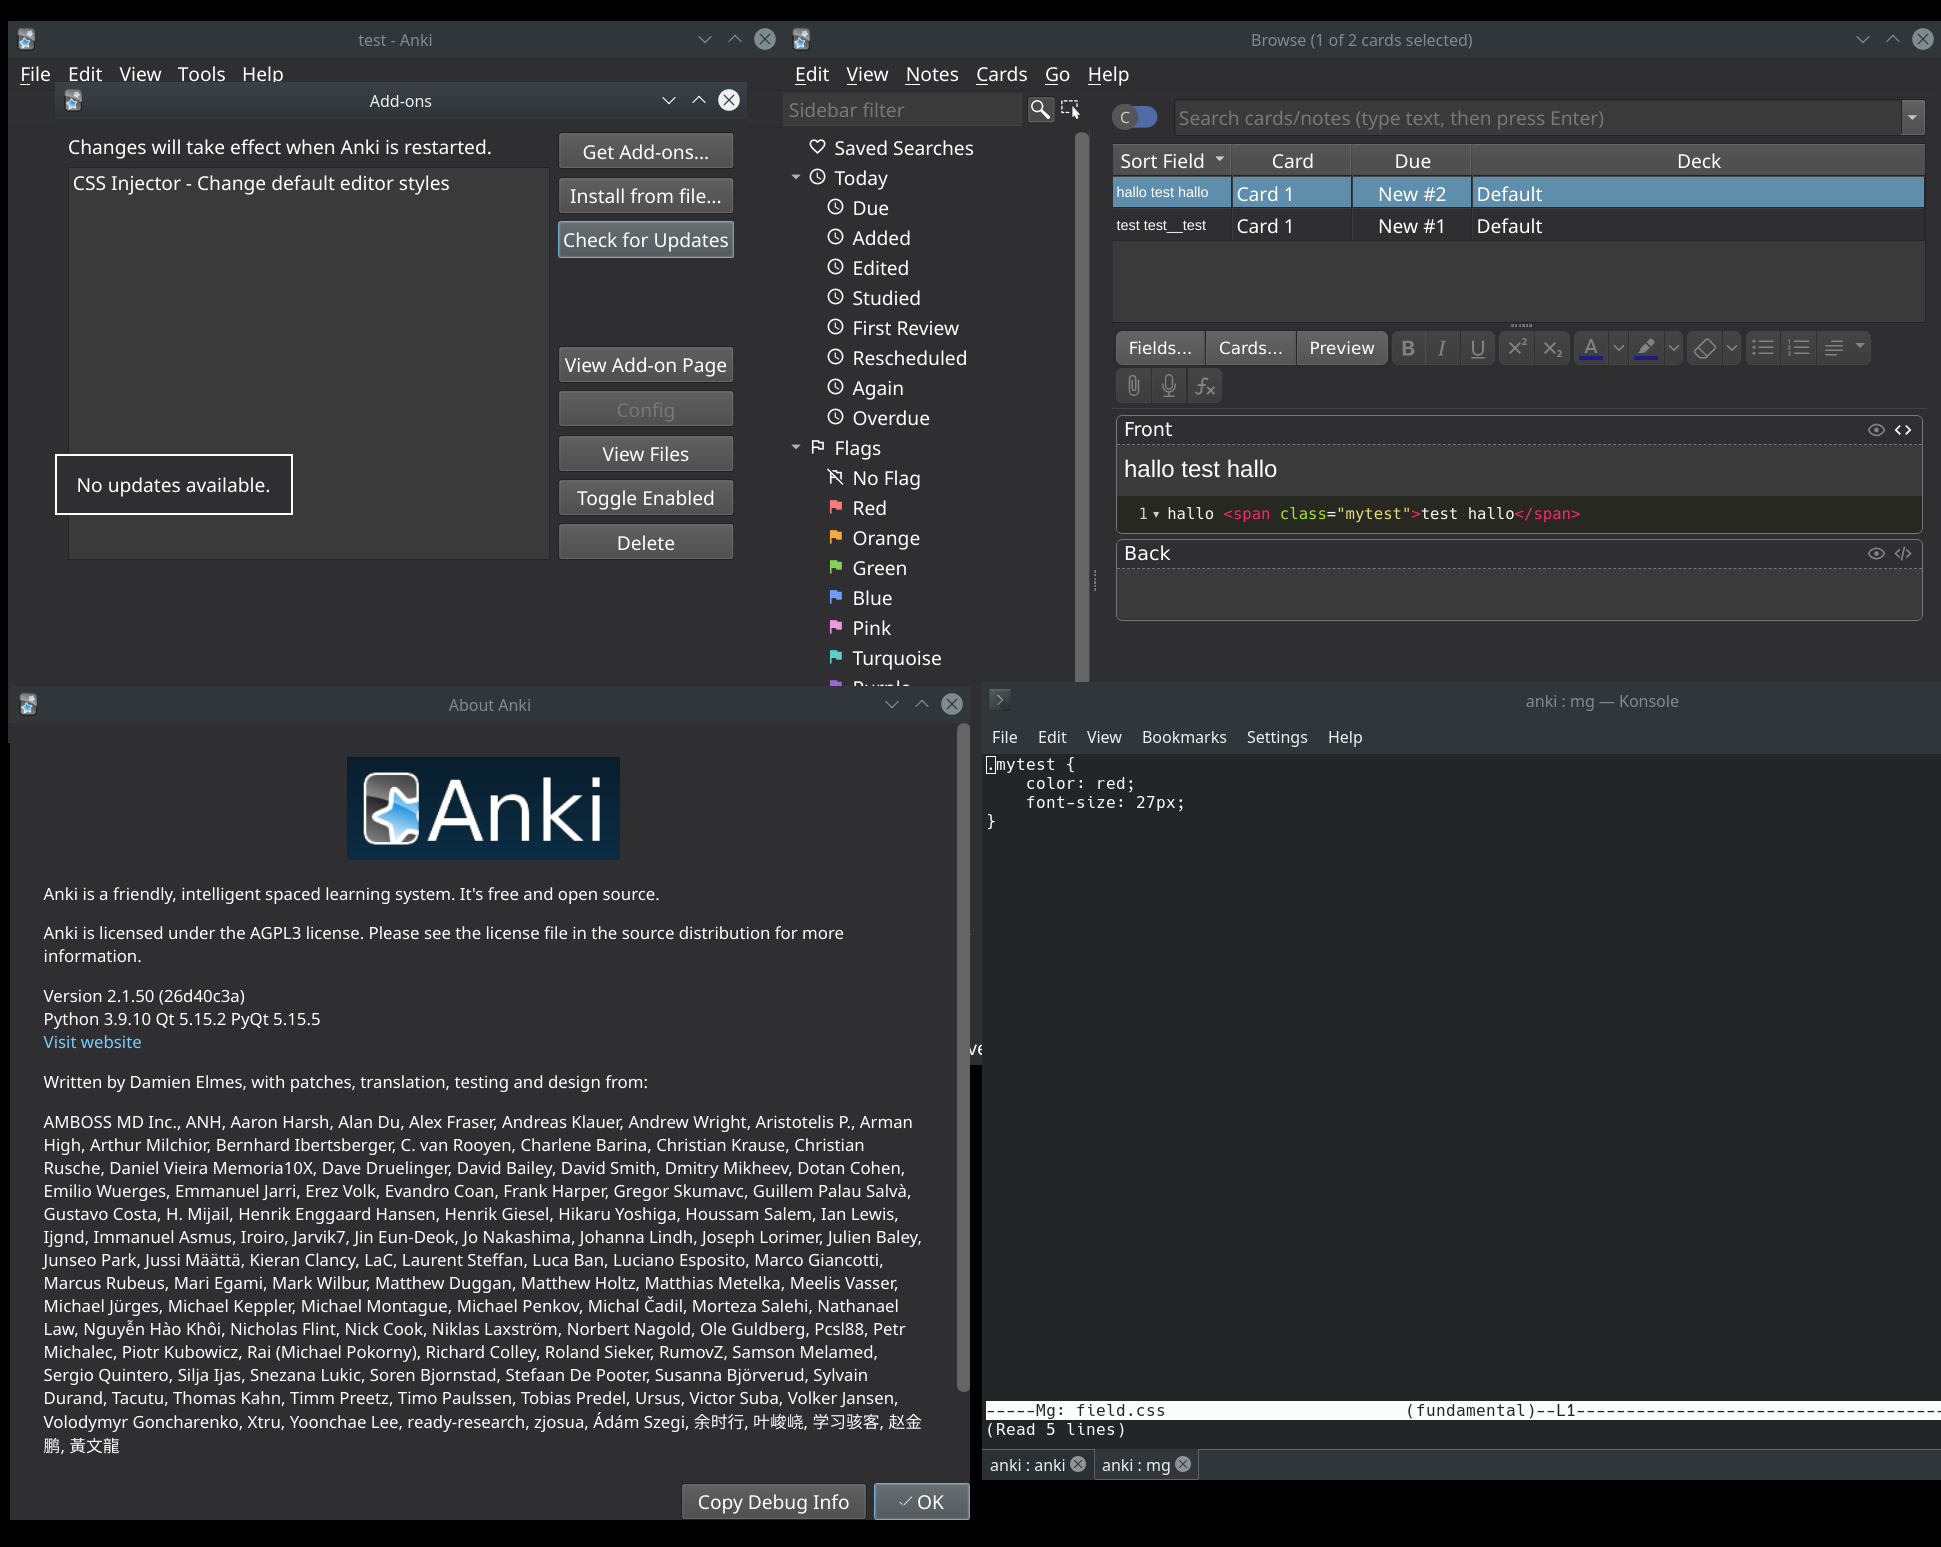 test - Anki
File Edit View Tools Help
Add-ons
Changes will take effect when Anki is restarted.
CSS Injector - Change default editor styles
Get Add-ons...
Install from file...
Check for Updates
View Add-on Page
Config
View Files
Toggle Enabled
Delete
No updates available.
Browse (1 of 2 cards selected)
Edit View Notes Cards Go Help
Sidebar filter
Saved Searches
Today
Due
Added
Edited
Studied
First Review
Rescheduled
Again
Overdue
Flags
No Flag
Red
Orange
Green
Blue
Pink
Turquoise
Purple
C
Search cards/notes (type text, then press Enter)
Sort Field Card Due Deck
hallo test hallo Card 1 New #2 Default
test test__test Card 1 New #1 Default
Fields... Cards... Preview B I U x² x₂ A
fx
Front
hallo test hallo
1 hallo <span class="mytest">test hallo</span>
Back
About Anki
Anki
Anki is a friendly, intelligent spaced learning system. It's free and open source.
Anki is licensed under the AGPL3 license. Please see the license file in the source distribution for more
information.
Version 2.1.50 (26d40c3a)
Python 3.9.10 Qt 5.15.2 PyQt 5.15.5
Visit website
Written by Damien Elmes, with patches, translation, testing and design from:
AMBOSS MD Inc., ANH, Aaron Harsh, Alan Du, Alex Fraser, Andreas Klauer, Andrew Wright, Aristotelis P., Arman
High, Arthur Milchior, Bernhard Ibertsberger, C. van Rooyen, Charlene Barina, Christian Krause, Christian
Rusche, Daniel Vieira Memoria10X, Dave Druelinger, David Bailey, David Smith, Dmitry Mikheev, Dotan Cohen,
Emilio Wuerges, Emmanuel Jarri, Erez Volk, Evandro Coan, Frank Harper, Gregor Skumavc, Guillem Palau Salvà,
Gustavo Costa, H. Mijail, Henrik Enggaard Hansen, Henrik Giesel, Hikaru Yoshiga, Houssam Salem, Ian Lewis,
Ijgnd, Immanuel Asmus, Iroiro, Jarvik7, Jin Eun-Deok, Jo Nakashima, Johanna Lindh, Joseph Lorimer, Julien Baley,
Junseo Park, Jussi Määttä, Kieran Clancy, LaC, Laurent Steffan, Luca Ban, Luciano Esposito, Marco Giancotti,
Marcus Rubeus, Mari Egami, Mark Wilbur, Matthew Duggan, Matthew Holtz, Matthias Metelka, Meelis Vasser,
Michael Jürges, Michael Keppler, Michael Montague, Michael Penkov, Michal Čadil, Morteza Salehi, Nathanael
Law, Nguyễn Hào Khôi, Nicholas Flint, Nick Cook, Niklas Laxström, Norbert Nagold, Ole Guldberg, Pcsl88, Petr
Michalec, Piotr Kubowicz, Rai (Michael Pokorny), Richard Colley, Roland Sieker, RumovZ, Samson Melamed,
Sergio Quintero, Silja Ijas, Snezana Lukic, Soren Bjornstad, Stefaan De Pooter, Susanna Björverud, Sylvain
Durand, Tacutu, Thomas Kahn, Timm Preetz, Timo Paulssen, Tobias Predel, Ursus, Victor Suba, Volker Jansen,
Volodymyr Goncharenko, Xtru, Yoonchae Lee, ready-research, zjosua, Ádám Szegi, 余时行, 叶峻峣, 学习骇客, 赵金
鹏, 黃文龍
Copy Debug Info
OK
ve
anki : mg — Konsole
File Edit View Bookmarks Settings Help
.mytest {
    color: red;
    font-size: 27px;
}
-----Mg: field.css (fundamental)--L1-------------------------------------
(Read 5 lines)
anki : anki
anki : mg